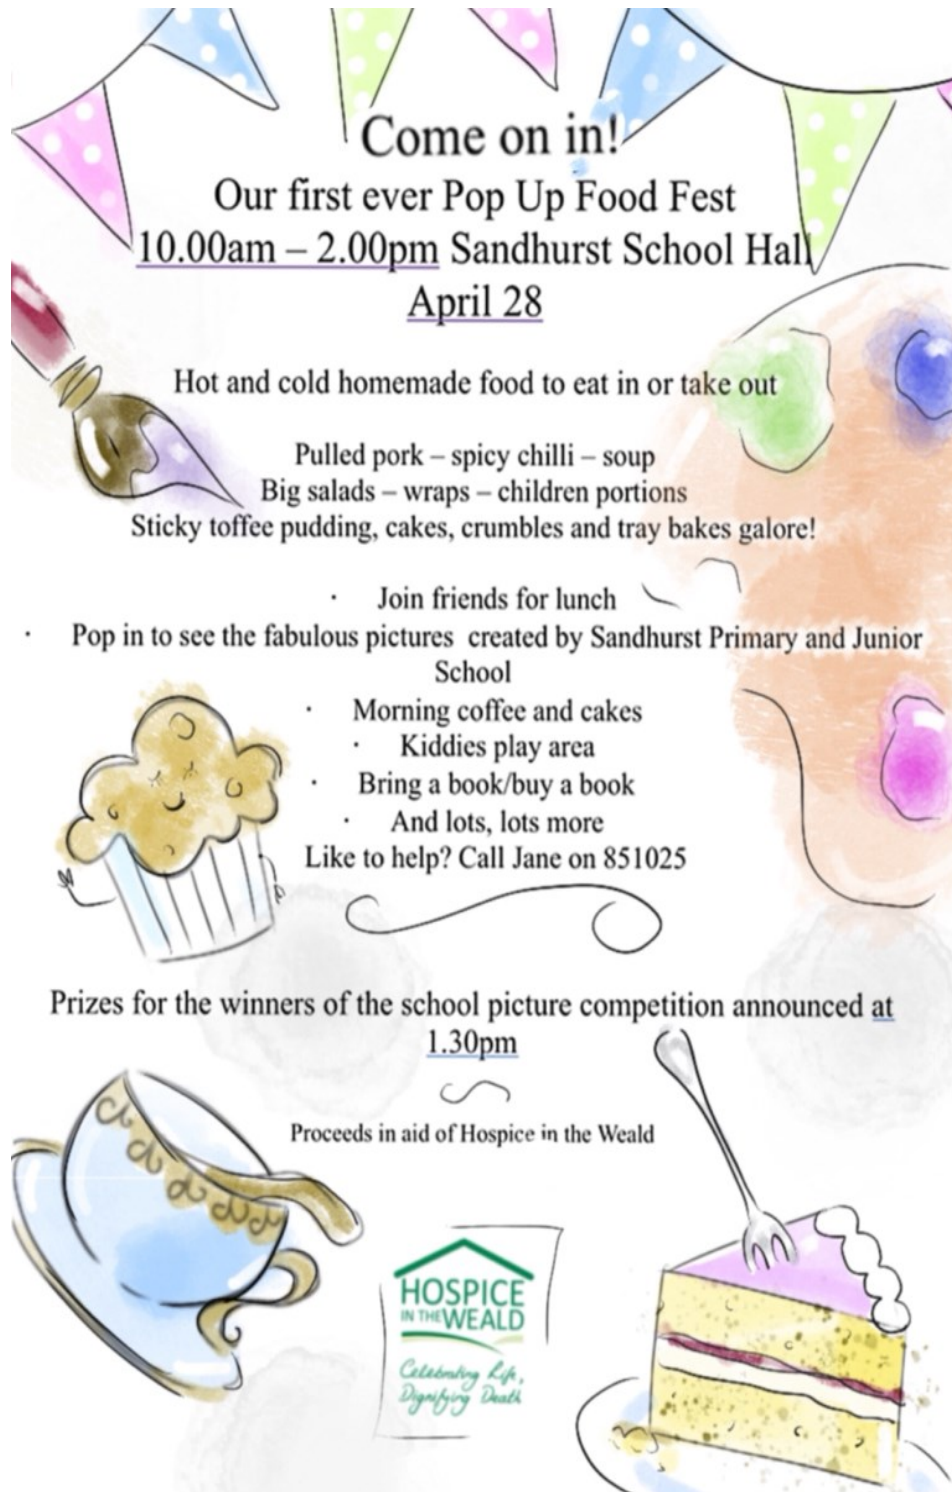 Come on in!
Our first ever Pop Up Food Fest
10.00am – 2.00pm Sandhurst School Hall
April 28
Hot and cold homemade food to eat in or take out
Pulled pork – spicy chilli – soup
Big salads – wraps – children portions
Sticky toffee pudding, cakes, crumbles and tray bakes galore!
· Join friends for lunch
· Pop in to see the fabulous pictures created by Sandhurst Primary and Junior
School
· Morning coffee and cakes
· Kiddies play area
· Bring a book/buy a book
· And lots, lots more
Like to help? Call Jane on 851025
Prizes for the winners of the school picture competition announced at
1.30pm
Proceeds in aid of Hospice in the Weald
HOSPICE
IN THE WEALD
Celebrating Life,
Dignifying Death